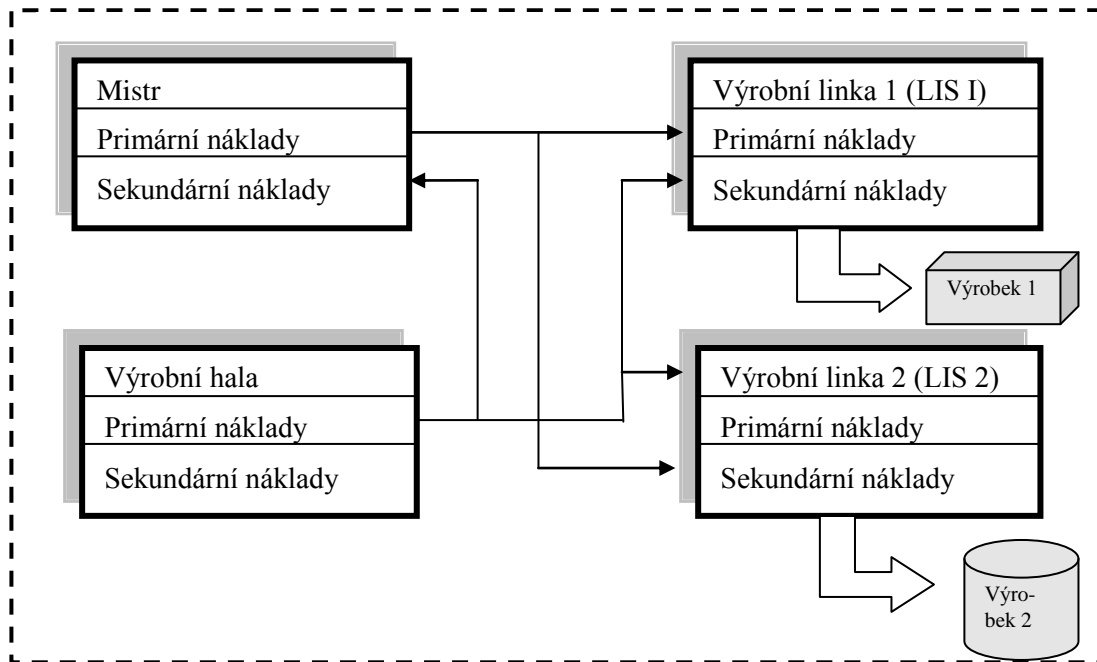 Mistr
Primární náklady
Sekundární náklady
Výrobní linka 1 (LIS I)
Primární náklady
Sekundární náklady
Výrobek 1
Výrobní hala
Primární náklady
Sekundární náklady
Výrobní linka 2 (LIS 2)
Primární náklady
Sekundární náklady
Výro-
bek 2